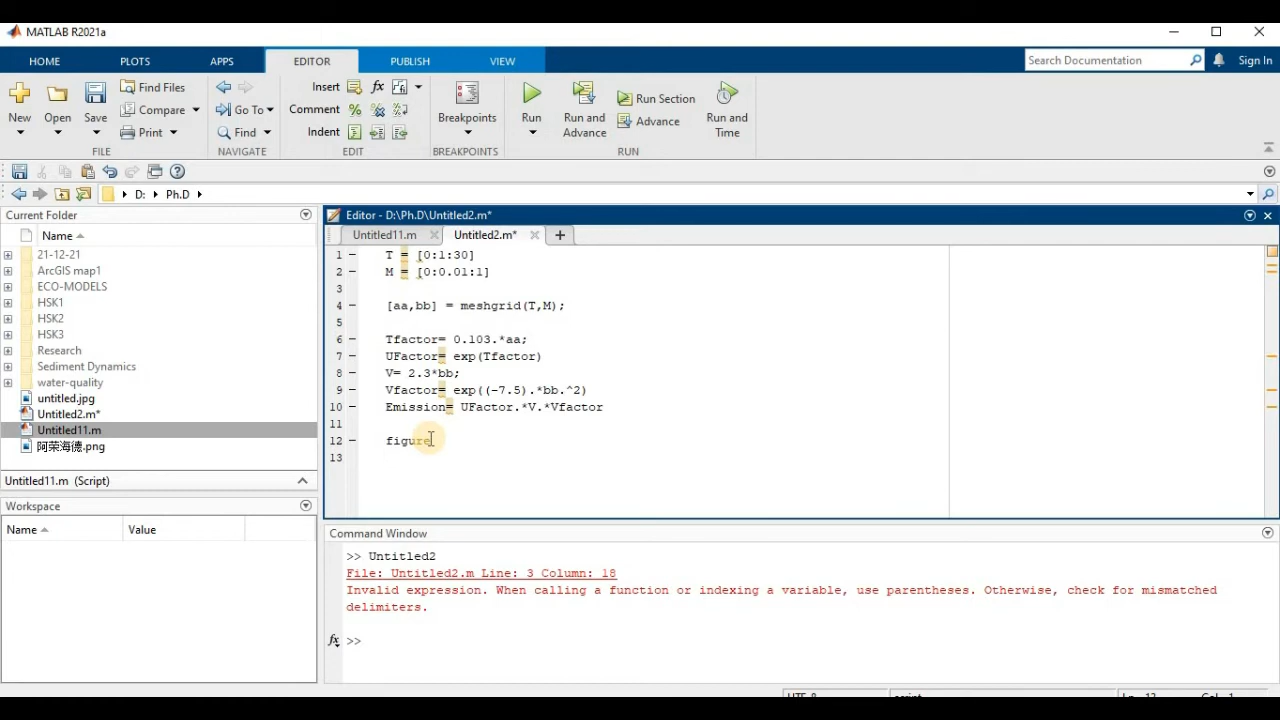 MATLAB R2021a
HOME PLOTS APPS EDITOR PUBLISH VIEW
Search Documentation Sign In
New Open Save Find Files Compare Print
Go To Find
Insert Comment Indent
Breakpoints
Run Run and Advance Run Section Advance Run and Time
FILE NAVIGATE EDIT BREAKPOINTS RUN
D: Ph.D
Current Folder
Name
21-12-21
ArcGIS map1
ECO-MODELS
HSK1
HSK2
HSK3
Research
Sediment Dynamics
water-quality
untitled.jpg
Untitled2.m*
Untitled11.m
阿荣海德.png
Untitled11.m (Script)
Workspace
Name Value
Editor - D:\Ph.D\Untitled2.m*
Untitled11.m Untitled2.m*
1 T = [0:1:30]
2 M = [0:0.01:1]
3
4 [aa,bb] = meshgrid(T,M);
5
6 Tfactor= 0.103.*aa;
7 UFactor= exp(Tfactor)
8 V= 2.3*bb;
9 Vfactor= exp((-7.5).*bb.^2)
10 Emission= UFactor.*V.*Vfactor
11
12 figure
13
Command Window
>> Untitled2
File: Untitled2.m Line: 3 Column: 18
Invalid expression. When calling a function or indexing a variable, use parentheses. Otherwise, check for mismatched
delimiters.
fx >>